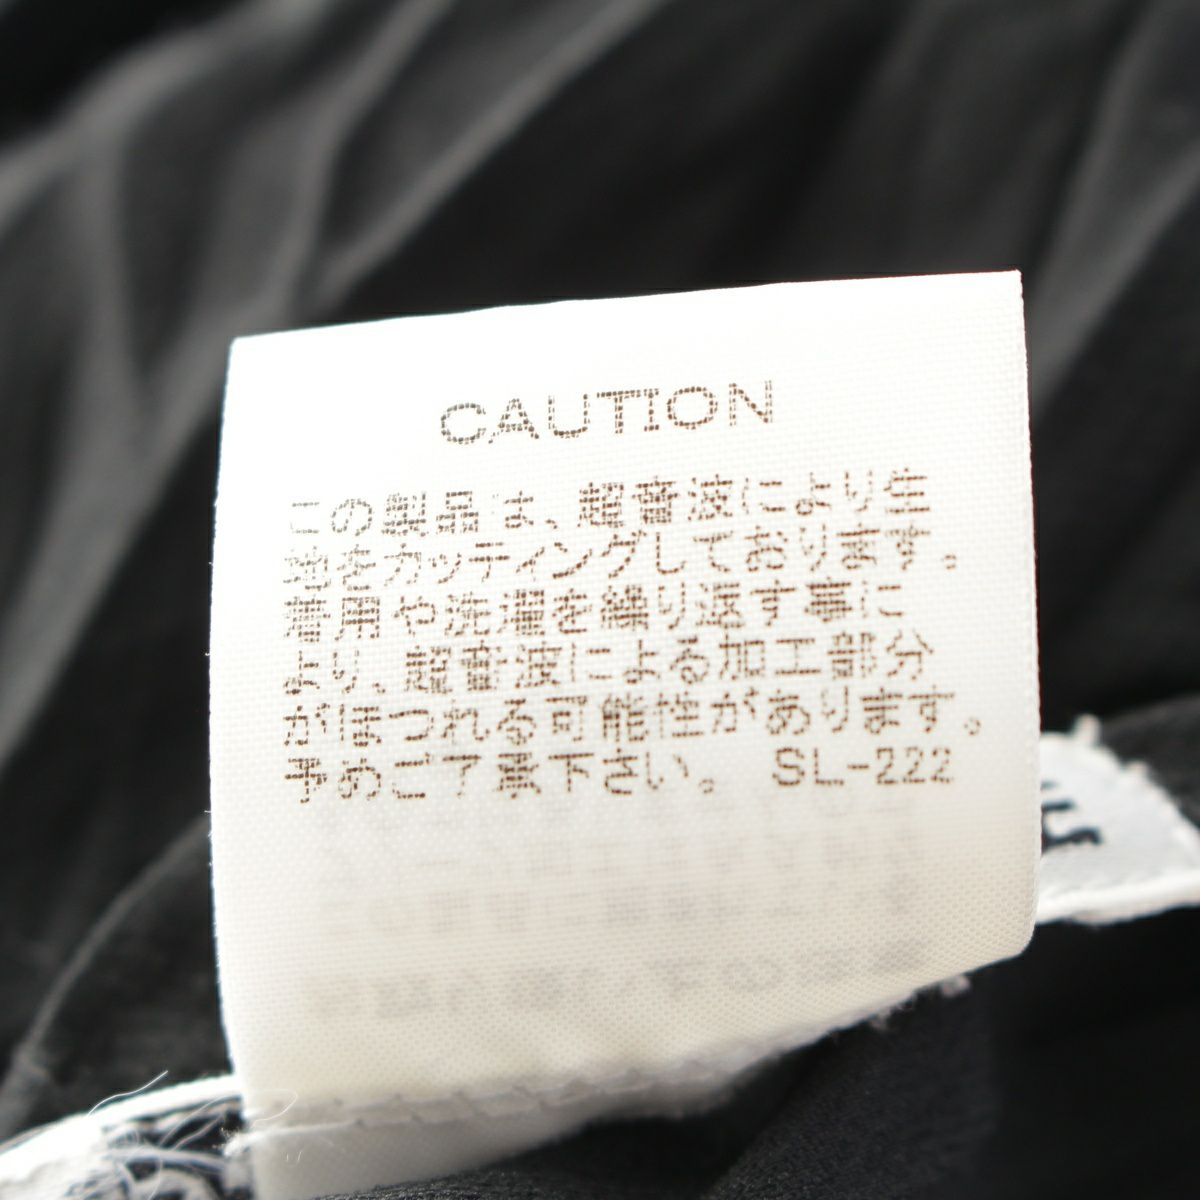 CAUTION
この製品は、超音波により生
地をカッティングしております。
着用や洗濯を繰り返す事に
より、超音波による加工部分
がほつれる可能性があります。
予めご了承下さい。 SL-222